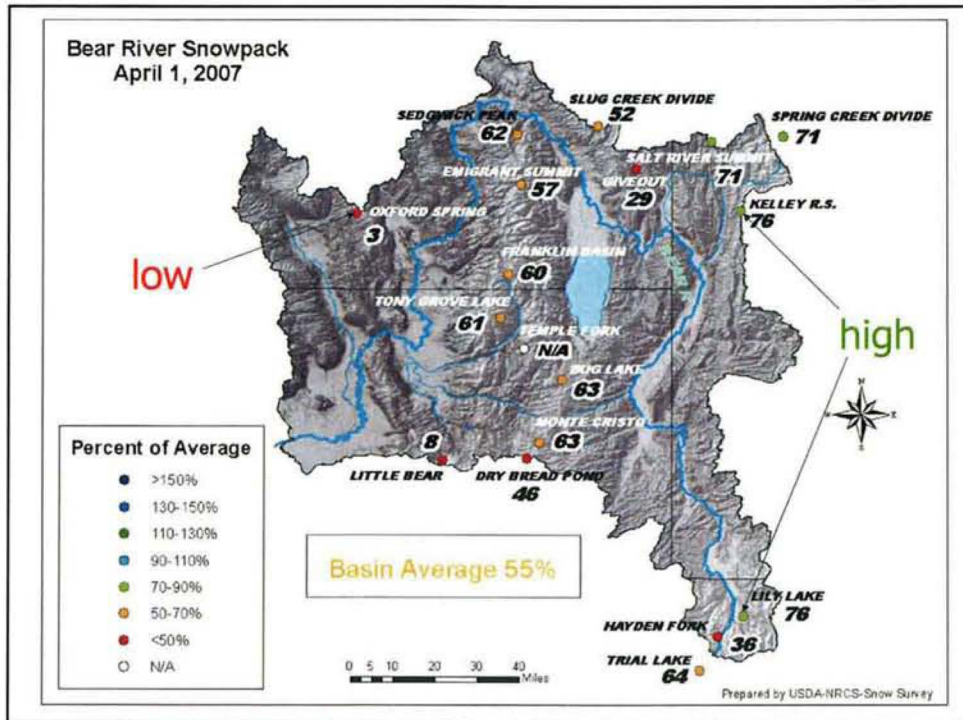 Bear River Snowpack
April 1, 2007
SLUG CREEK DIVIDE
52
SPRING CREEK DIVIDE
71
SEDGWICK PEAK
62
SALT RIVER SUMMIT
71
GIVEOUT
29
EMIGRANT SUMMIT
57
KELLEY R.S.
76
OXFORD SPRING
3
low
FRANKLIN BASIN
60
TONY GROVE LAKE
61
high
TEMPLE FORK
N/A
BUG LAKE
63
MONTE CRISTO
63
8
LITTLE BEAR
DRY BREAD POND
46
Percent of Average
>150%
130-150%
110-130%
90-110%
70-90%
50-70%
<50%
N/A
Basin Average 55%
LILY LAKE
76
HAYDEN FORK
36
TRIAL LAKE
64
0 5 10 20 30 40
Miles
N
E
S
W
Prepared by USDA-NRCS-Snow Survey